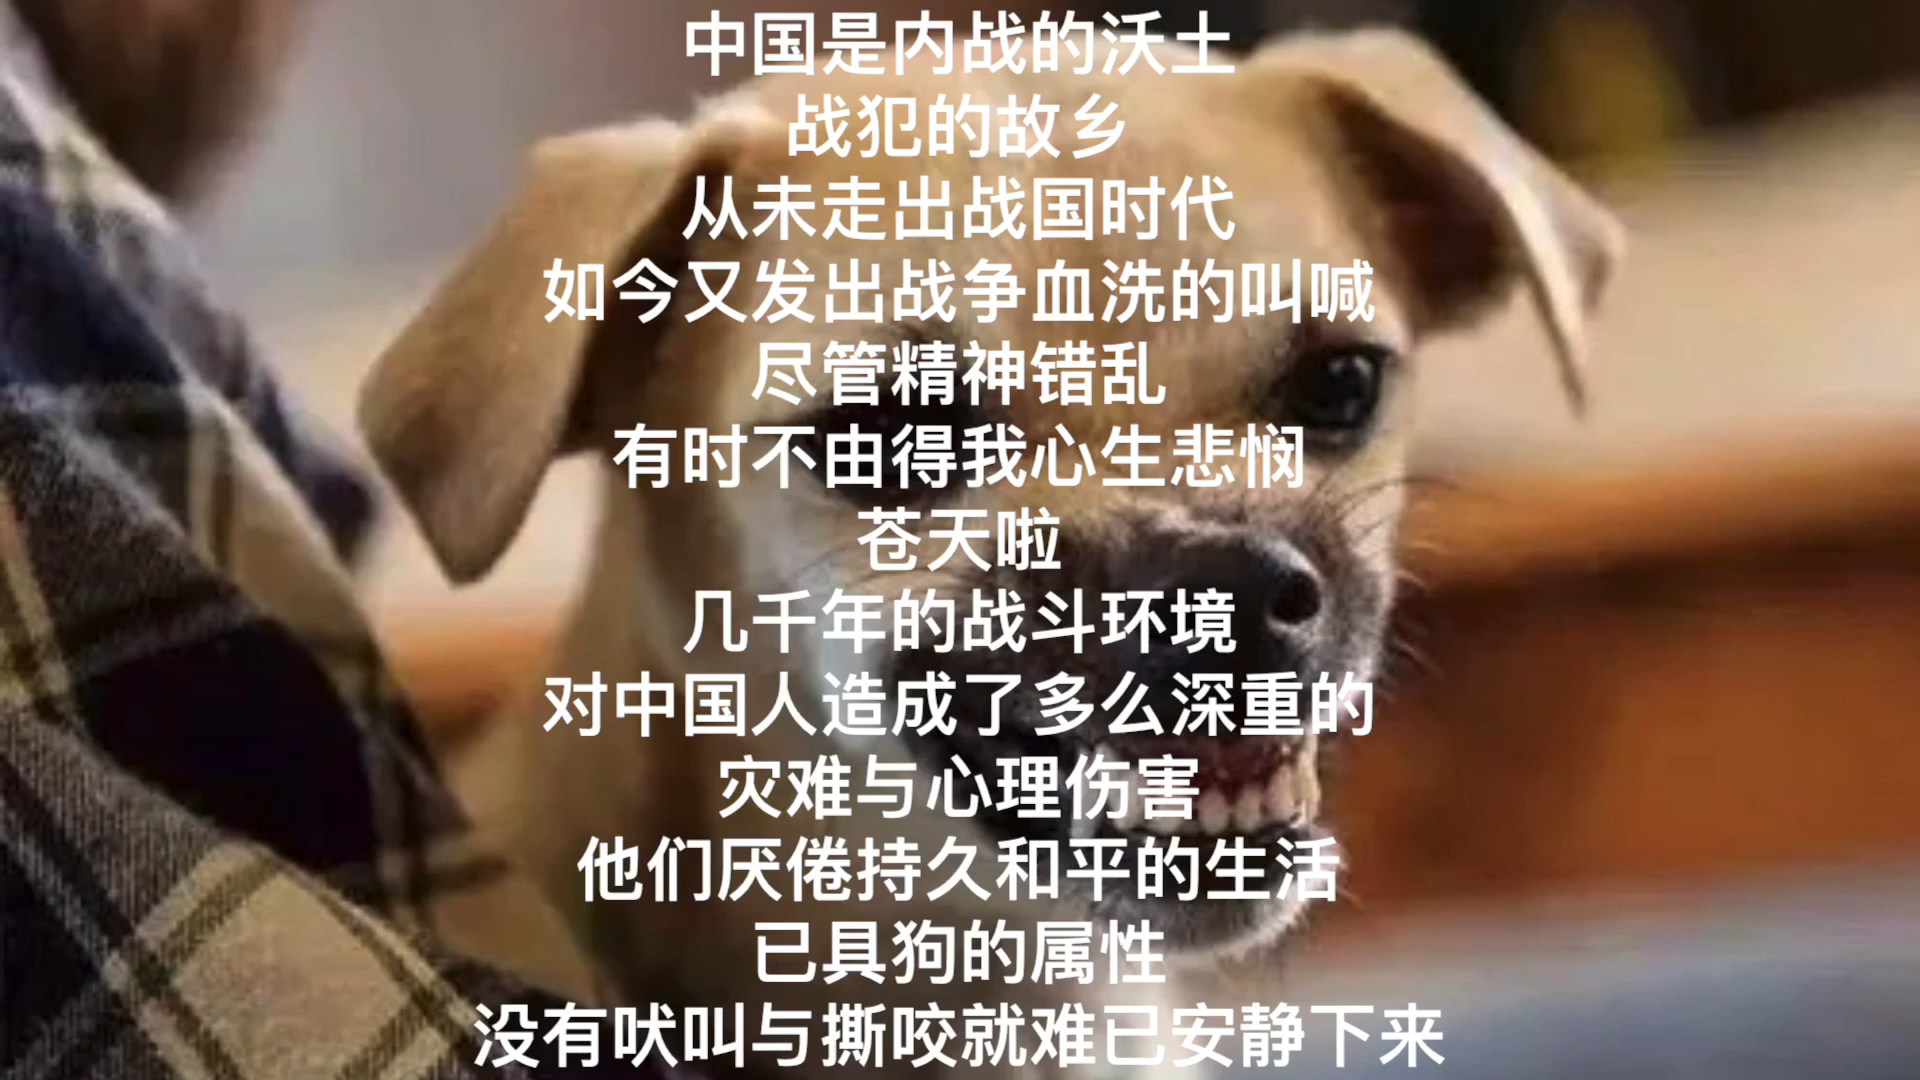 中国是内战的沃土
战犯的故乡
从未走出战国时代
如今又发出战争血洗的叫喊
尽管精神错乱
有时不由得我心生悲悯
苍天啦
几千年的战斗环境
对中国人造成了多么深重的
灾难与心理伤害
他们厌倦持久和平的生活
已具狗的属性
没有吠叫与撕咬就难已安静下来